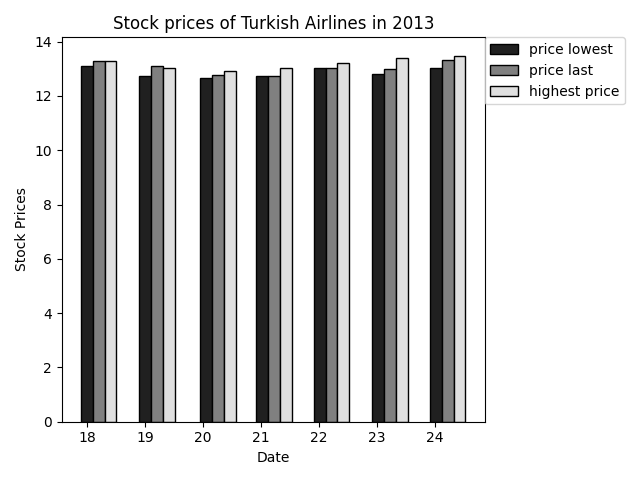 Stock prices of Turkish Airlines in 2013
price lowest
price last
highest price
14
12
10
8
6
4
2
0
Stock Prices
18 19 20 21 22 23 24
Date